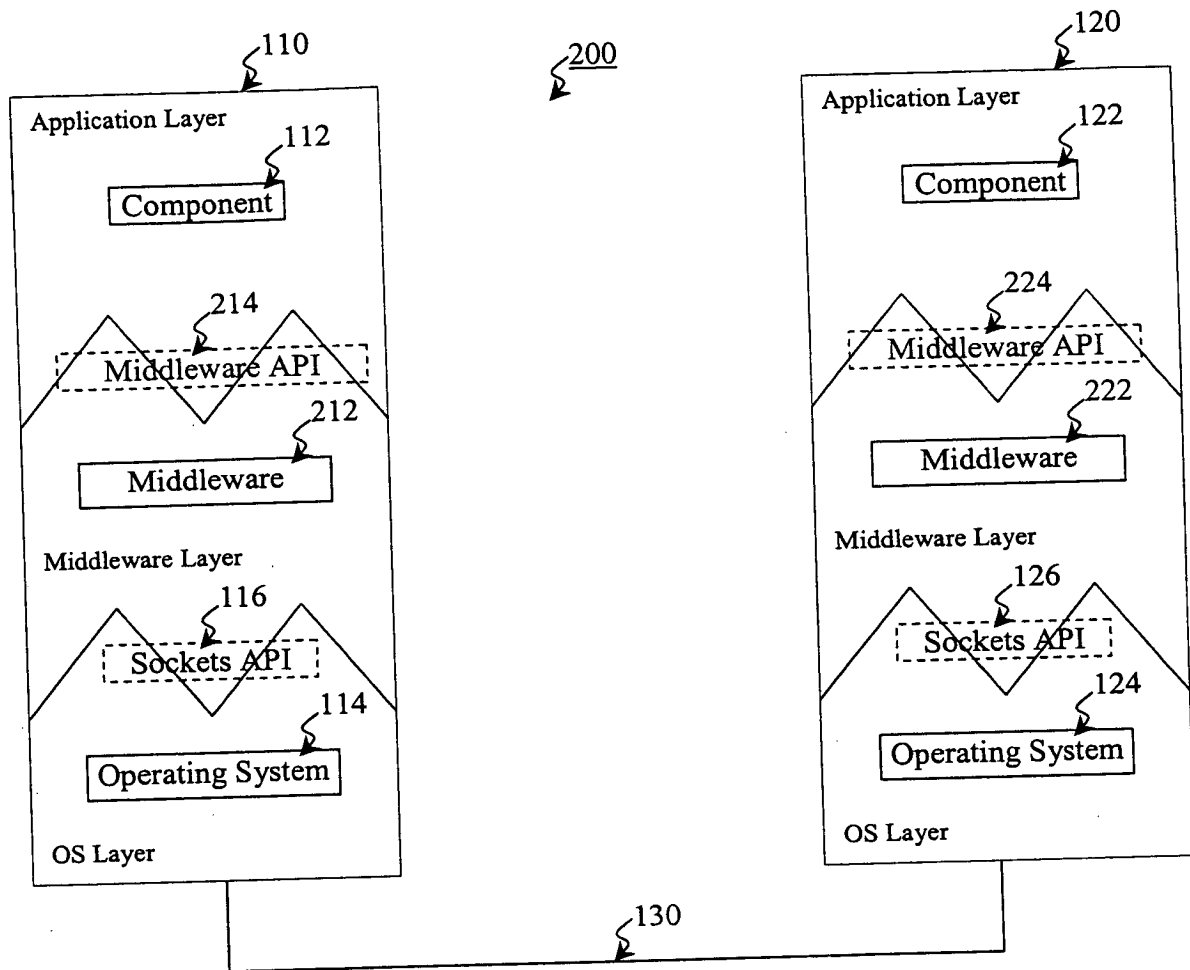 110
200
120
Application Layer
112
Component
214
Middleware API
212
Middleware
Middleware Layer
116
Sockets API
114
Operating System
OS Layer
Application Layer
122
Component
224
Middleware API
222
Middleware
Middleware Layer
126
Sockets API
124
Operating System
OS Layer
130